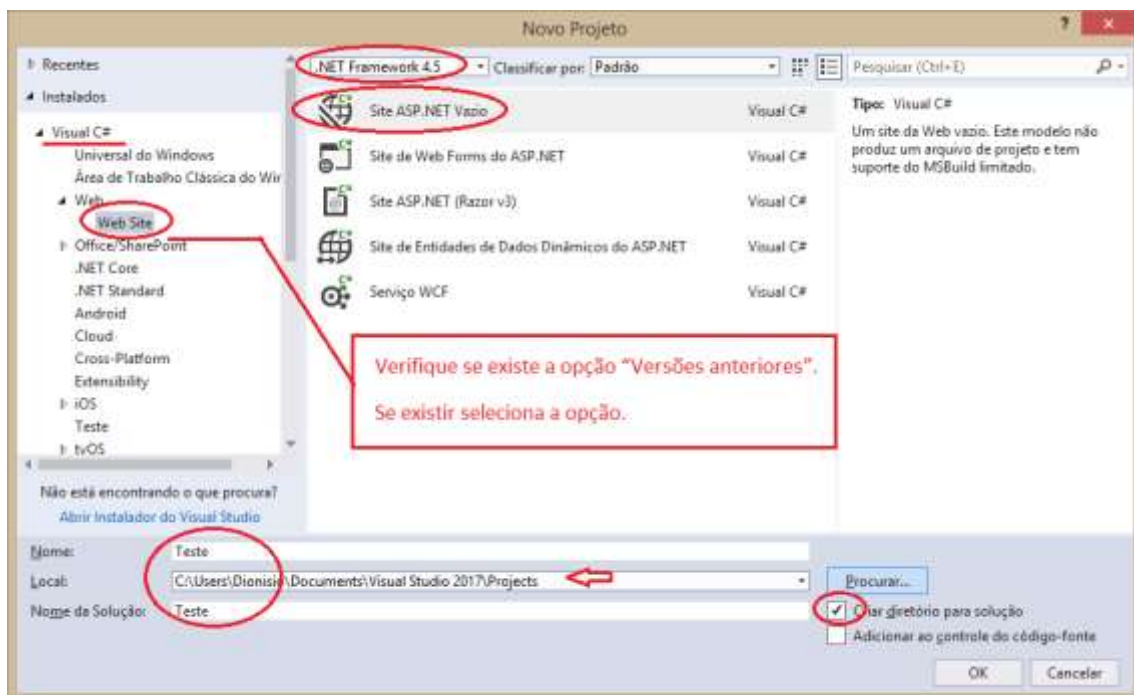 Novo Projeto
? ×
Recentes
Instalados
Visual C#
Universal do Windows
Área de Trabalho Clássica do Wir
Web
Web Site
Office/SharePoint
.NET Core
.NET Standard
Android
Cloud
Cross-Platform
Extensibility
iOS
Teste
tvOS
Não está encontrando o que procura?
Abrir Instalador do Visual Studio
.NET Framework 4.5
Classificar por: Padrão
Pesquisar (Ctrl+E)
Site ASP.NET Vazio Visual C#
Site de Web Forms do ASP.NET Visual C#
Site ASP.NET (Razor v3) Visual C#
Site de Entidades de Dados Dinâmicos do ASP.NET Visual C#
Serviço WCF Visual C#
Tipo: Visual C#
Um site da Web vazio. Este modelo não
produz um arquivo de projeto e tem
suporte do MSBuild limitado.
Verifique se existe a opção “Versões anteriores”.
Se existir seleciona a opção.
Nome: Teste
Local: C:\Users\Dionisio\Documents\Visual Studio 2017\Projects
Procurar...
Nome da Solução: Teste
Criar diretório para solução
Adicionar ao controle do código-fonte
OK Cancelar